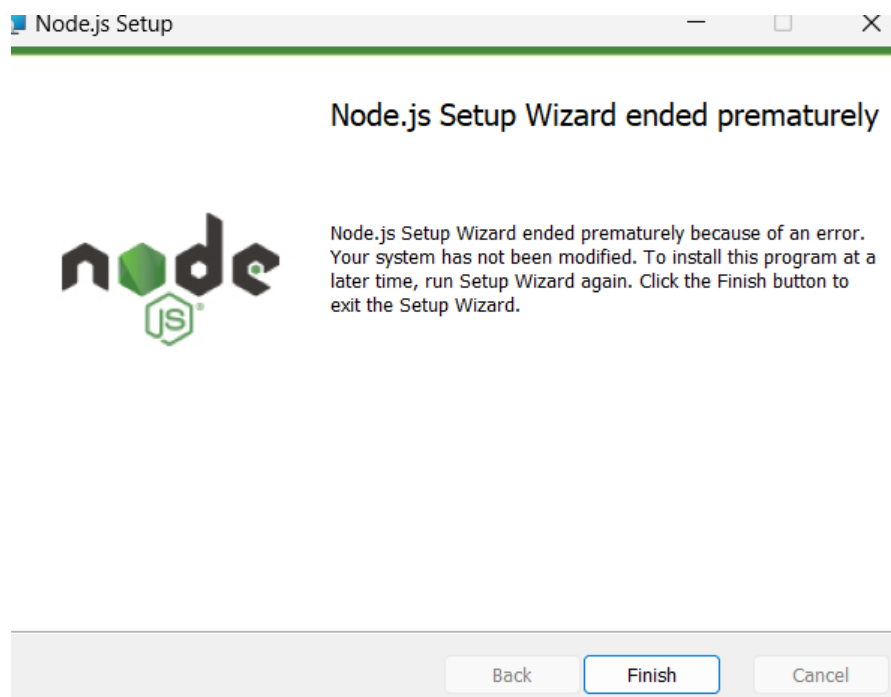 Node.js Setup
Node.js Setup Wizard ended prematurely
Node.js Setup Wizard ended prematurely because of an error.
Your system has not been modified. To install this program at a
later time, run Setup Wizard again. Click the Finish button to
exit the Setup Wizard.
node
JS®
Back
Finish
Cancel